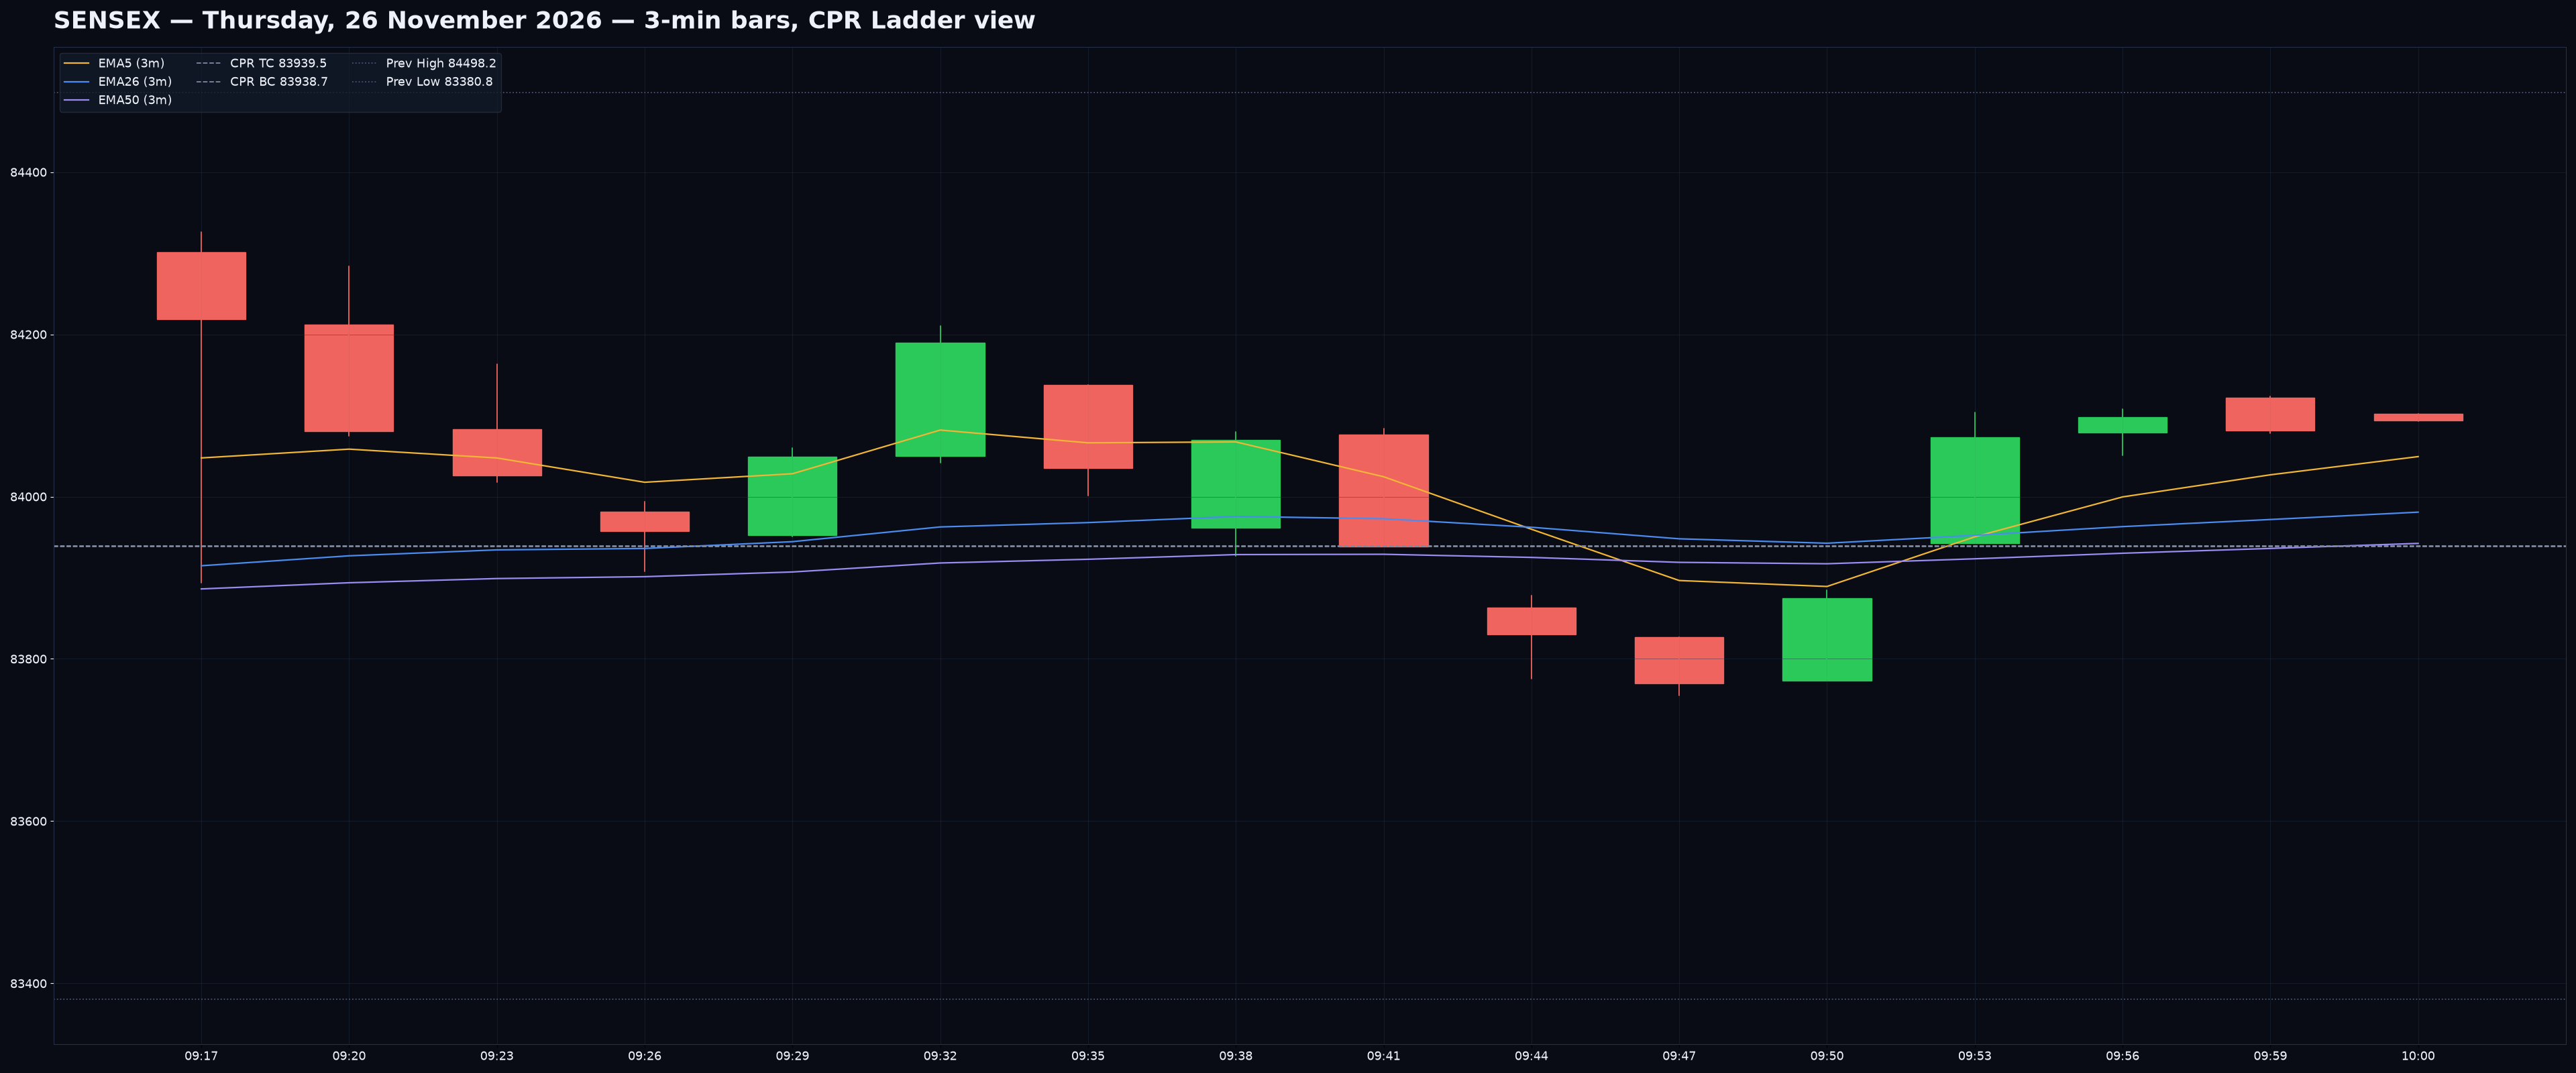 SENSEX — Thursday, 26 November 2026 — 3-min bars, CPR Ladder view
EMA5 (3m) CPR TC 83939.5 Prev High 84498.2
EMA26 (3m) CPR BC 83938.7 Prev Low 83380.8
EMA50 (3m)
84400
84200
84000
83800
83600
83400
09:17 09:20 09:23 09:26 09:29 09:32 09:35 09:38 09:41 09:44 09:47 09:50 09:53 09:56 09:59 10:00